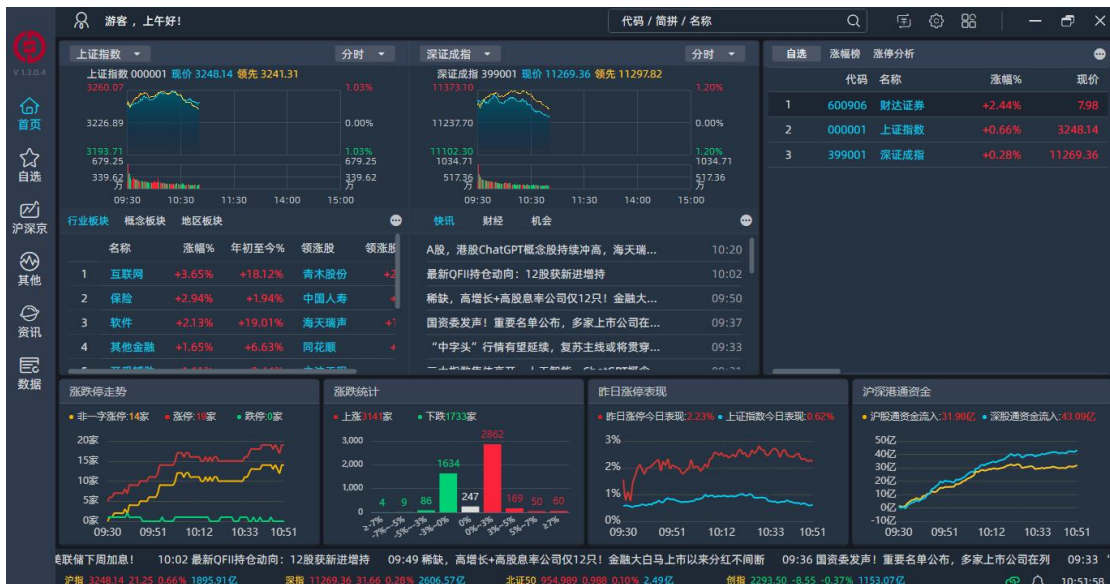 游客，上午好！
代码 / 简拼 / 名称
V 1.3.0.4
首页
自选
沪深京
其他
资讯
数据
上证指数 分时
上证指数 000001 现价 3248.14 领先 3241.31
3260.07 1.03%
3226.89 0.00%
3193.71 1.03%
679.25 679.25
339.62 339.62
万 万
09:30 10:30 11:30 14:00 15:00
深证成指 分时
深证成指 399001 现价 11269.36 领先 11297.82
11373.10 1.20%
11237.70 0.00%
11102.30 1.20%
1034.71 1034.71
517.36 517.36
万 万
09:30 10:30 11:30 14:00 15:00
自选 涨幅榜 涨停分析
代码 名称 涨幅% 现价
1 600906 财达证券 +2.44% 7.98
2 000001 上证指数 +0.66% 3248.14
3 399001 深证成指 +0.28% 11269.36
行业板块 概念板块 地区板块
名称 涨幅% 年初至今% 领涨股 领涨股
1 互联网 +3.65% +18.12% 青木股份 +2
2 保险 +2.94% +1.94% 中国人寿 +
3 软件 +2.13% +19.01% 海天瑞声 +1
4 其他金融 +1.65% +6.63% 同花顺 +
快讯 财经 机会
A股，港股ChatGPT概念股持续冲高，海天瑞... 10:20
最新QFII持仓动向：12股获新进增持 10:02
稀缺，高增长+高股息率公司仅12只！金融大... 09:50
国资委发声！重要名单公布，多家上市公司在... 09:37
“中字头”行情有望延续，复苏主线或将贯穿... 09:33
涨跌停走势
非一字涨停:14家 涨停:19家 跌停:0家
20家
15家
10家
5家
0家
09:30 09:51 10:12 10:33 10:51
涨跌统计
上涨3141家 下跌1733家
3,000
2,000
1,000
0
4 9 86 1634 247 2862 169 50 60
≥-7% -7%~-5% -5%~-3% -3%~0% 0% 0%~3% 3%~5% 5%~7% ≥7%
昨日涨停表现
昨日涨停今日表现:2.23% 上证指数今日表现:0.62%
3%
2%
1%
0%
09:30 09:51 10:12 10:33 10:51
沪深港通资金
沪股通资金流入:31.98亿 深股通资金流入:43.09亿
50亿
40亿
30亿
20亿
10亿
0亿
-10亿
09:30 09:51 10:12 10:33 10:51
美联储下周加息！ 10:02 最新QFII持仓动向：12股获新进增持 09:49 稀缺，高增长+高股息率公司仅12只！金融大白马上市以来分红不间断 09:36 国资委发声！重要名单公布，多家上市公司在列 09:33 “
沪指 3248.14 21.25 0.66% 1895.91亿 深指 11269.36 31.66 0.28% 2606.57亿 北证50 954.989 0.988 0.10% 2.49亿 创指 2293.50 -8.55 -0.37% 1153.07亿 10:51:52